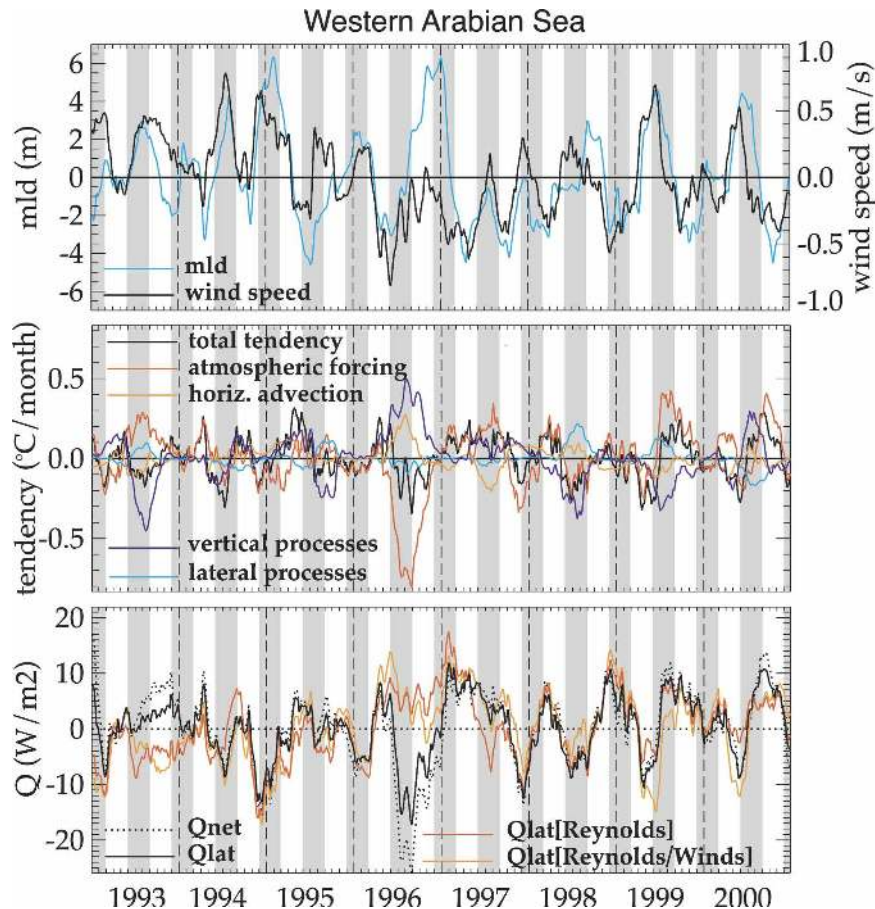 Western Arabian Sea
6
4
2
0
-2
-4
-6
mld (m)
1.0
0.5
0.0
-0.5
-1.0
wind speed (m/s)
mld
wind speed
total tendency
atmospheric forcing
horiz. advection
0.5
0.0
-0.5
tendency (°C/month)
vertical processes
lateral processes
20
10
0
-10
-20
Q (W/m2)
Qnet
Qlat
Qlat[Reynolds]
Qlat[Reynolds/Winds]
1993 1994 1995 1996 1997 1998 1999 2000